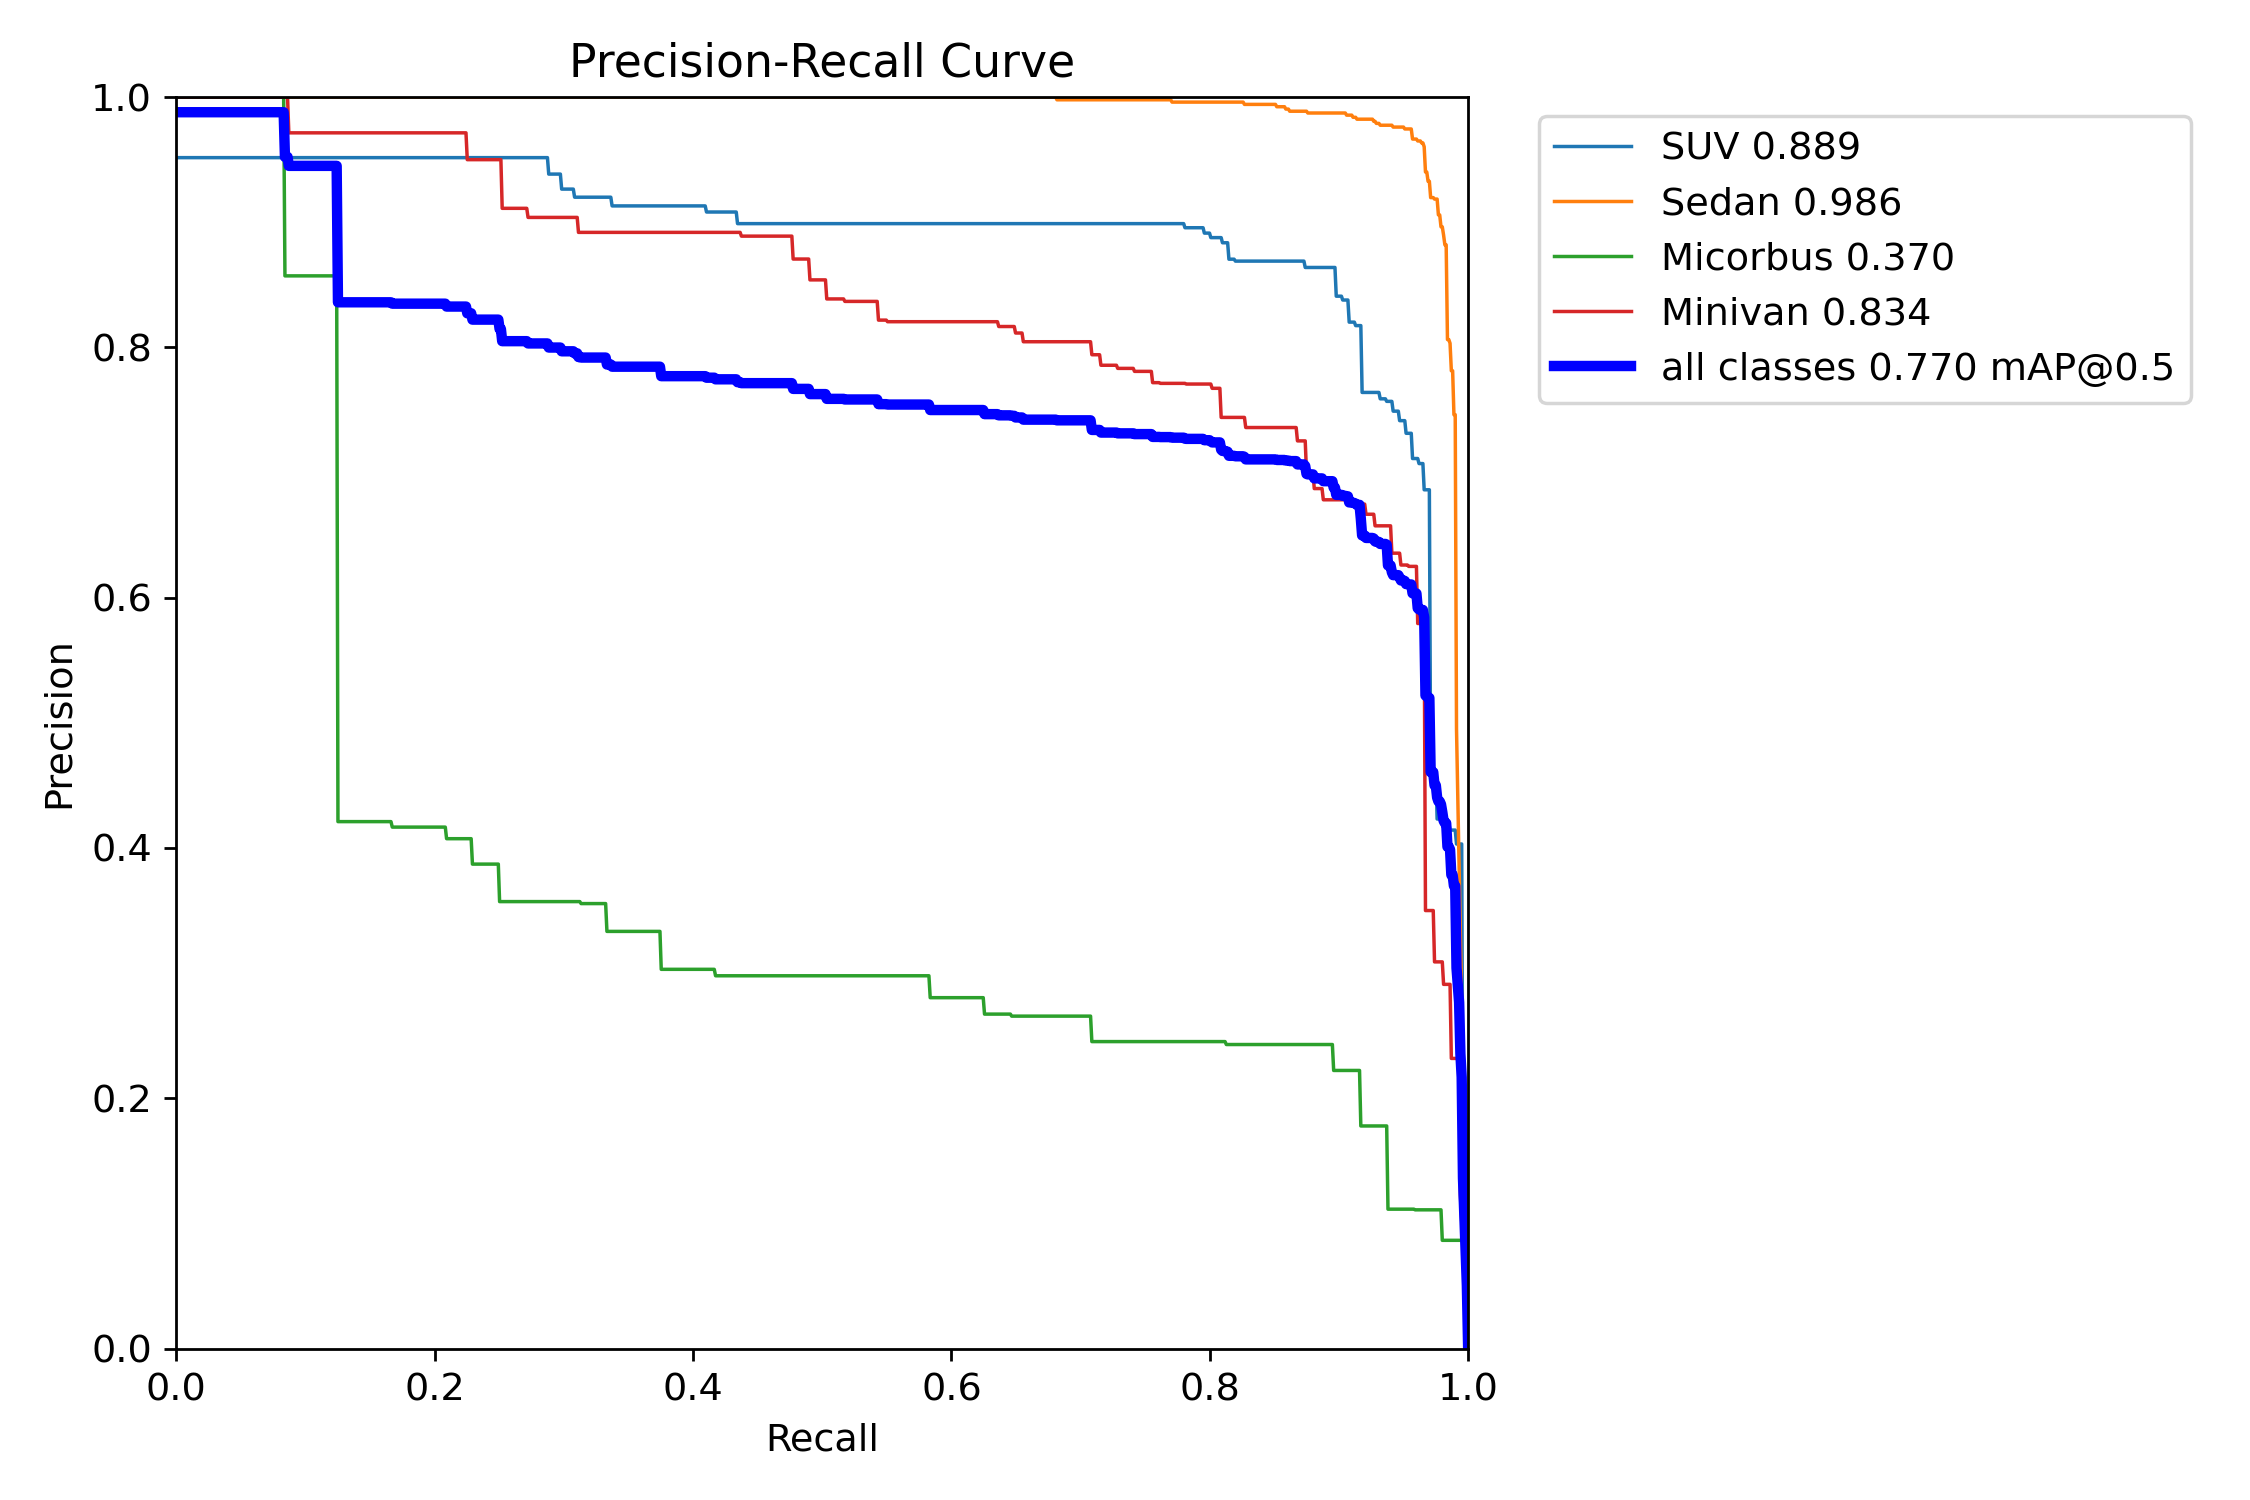 Precision-Recall Curve
1.0
0.8
0.6
0.4
0.2
0.0
Precision
0.0 0.2 0.4 0.6 0.8 1.0
Recall
SUV 0.889
Sedan 0.986
Micorbus 0.370
Minivan 0.834
all classes 0.770 mAP@0.5